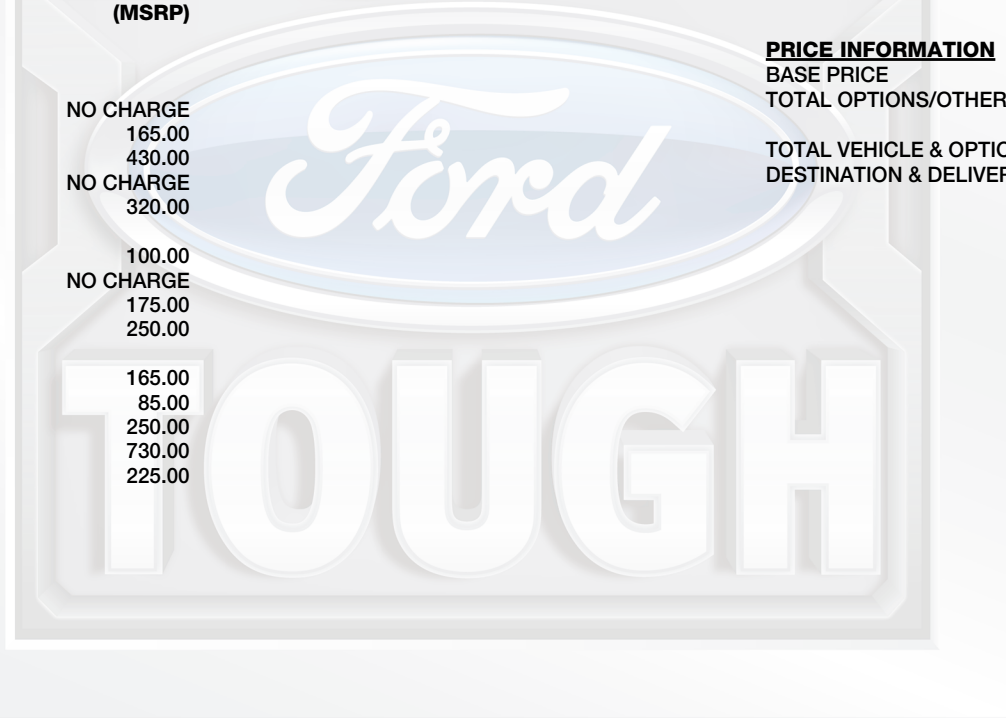 (MSRP)
NO CHARGE
165.00
430.00
NO CHARGE
320.00
100.00
NO CHARGE
175.00
250.00
165.00
85.00
250.00
730.00
225.00
PRICE INFORMATION
BASE PRICE
TOTAL OPTIONS/OTHER
TOTAL VEHICLE & OPTIO
DESTINATION & DELIVER
Ford
TOUGH